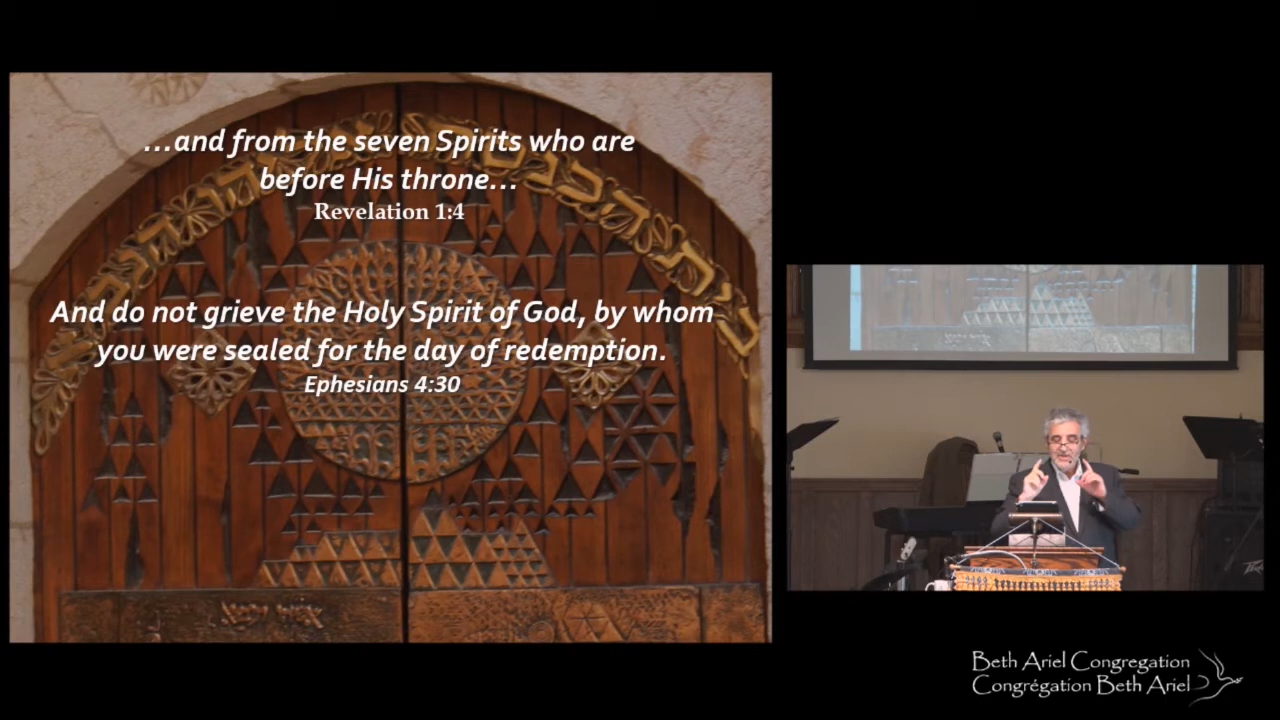 ...and from the seven Spirits who are
before His throne...
Revelation 1:4
And do not grieve the Holy Spirit of God, by whom
you were sealed for the day of redemption.
Ephesians 4:30
Beth Ariel Congregation
Congrégation Beth Ariel